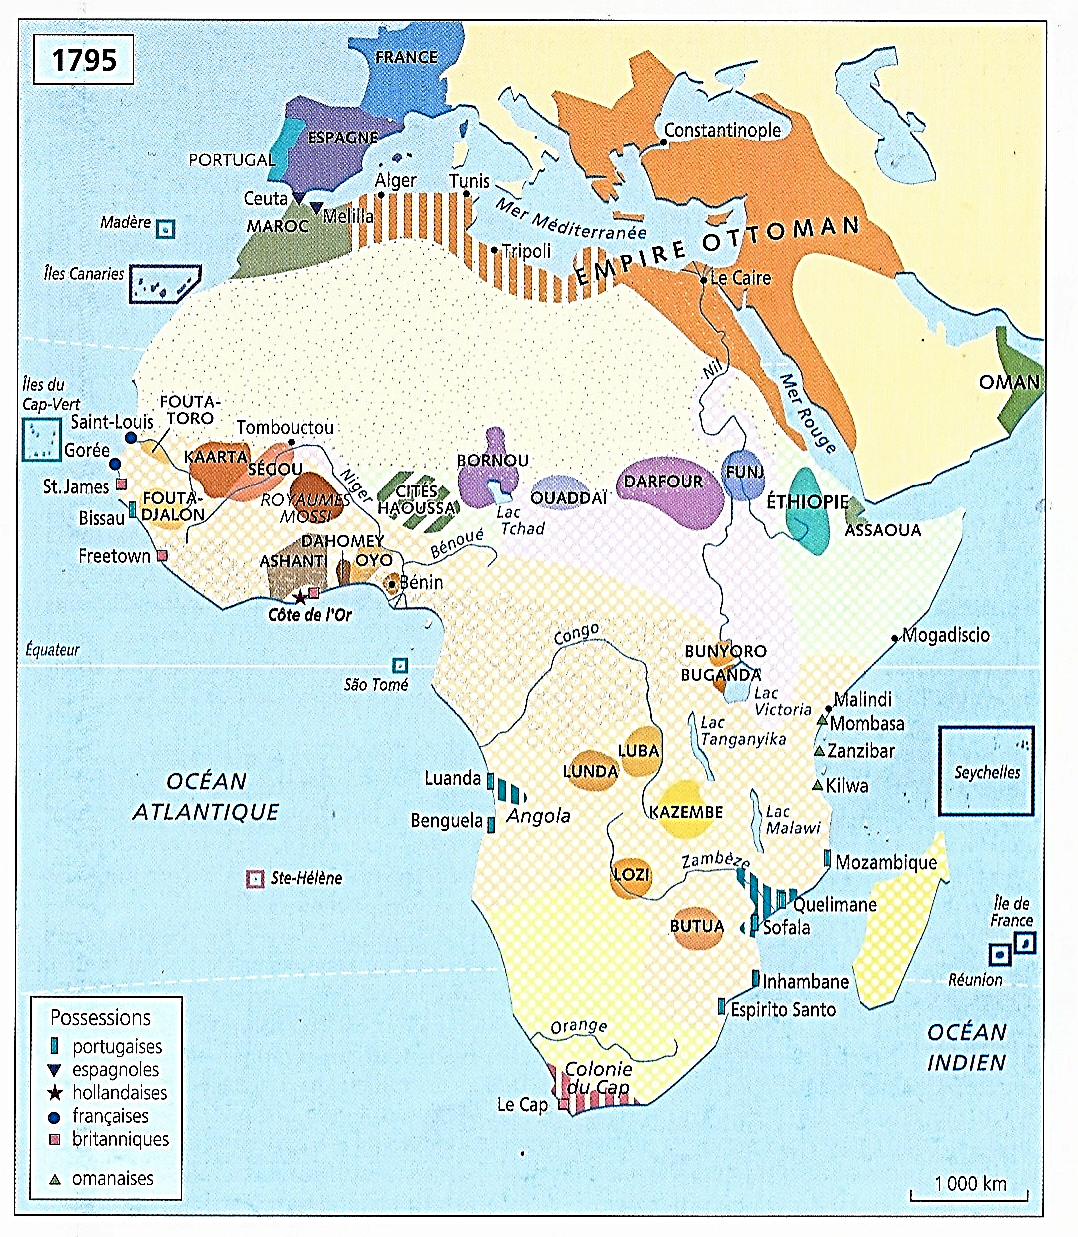 1795
FRANCE
ESPAGNE
PORTUGAL
Constantinople
Alger
Tunis
Ceuta
Melilla
MAROC
Madère
Mer Méditerranée
Tripoli
EMPIRE OTTOMAN
Le Caire
Îles Canaries
Nil
Mer Rouge
OMAN
Îles du
Cap-Vert
FOUTA-
TORO
Saint-Louis
Tombouctou
Gorée
KAARTA
SÉGOU
St.James
FOUTA-
DJALON
ROYAUMES
MOSSI
Niger
CITÉS
HAOUSSA
BORNOU
Lac
Tchad
OUADDAÏ
DARFOUR
FUNJ
ÉTHIOPIE
ASSAOUA
Bissau
Freetown
DAHOMEY
ASHANTI
OYO
Bénoué
Bénin
Côte de l'Or
Équateur
São Tomé
Congo
Mogadiscio
BUNYORO
BUGANDA
Lac
Victoria
Malindi
Mombasa
Zanzibar
Kilwa
Seychelles
Lac
Tanganyika
LUBA
LUNDA
KAZEMBE
Lac
Malawi
OCÉAN
ATLANTIQUE
Luanda
Angola
Benguela
Ste-Hélène
LOZI
Zambèze
Mozambique
Quelimane
Sofala
BUTUA
Île de
France
Réunion
Inhambane
Espirito Santo
Orange
OCÉAN
INDIEN
Colonie
du Cap
Le Cap
Possessions
portugaises
espagnoles
hollandaises
françaises
britanniques
omanaises
1 000 km